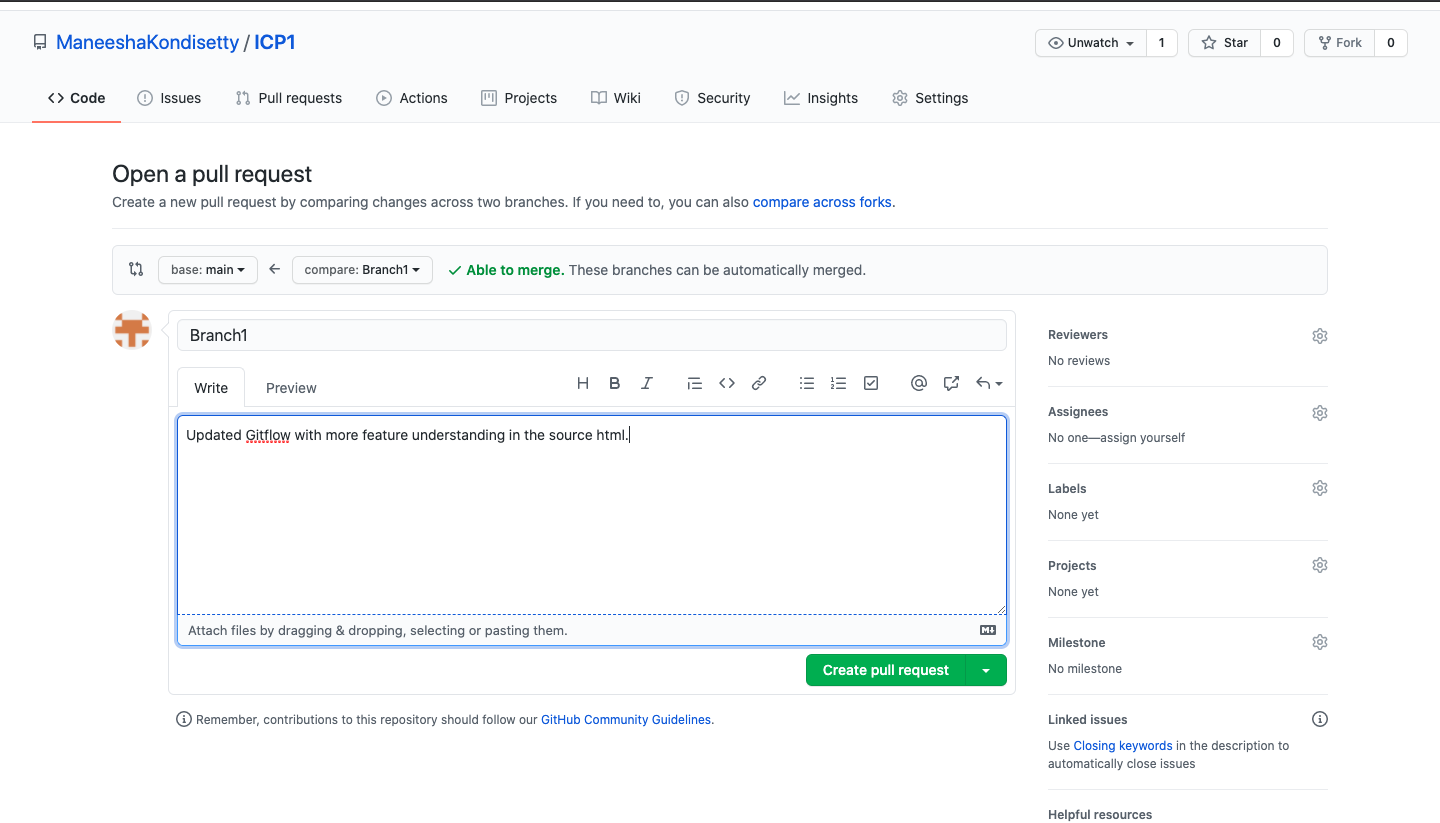 ManeeshaKondisetty / ICP1
Unwatch 1 Star 0 Fork 0
Code Issues Pull requests Actions Projects Wiki Security Insights Settings
Open a pull request
Create a new pull request by comparing changes across two branches. If you need to, you can also compare across forks.
base: main compare: Branch1 Able to merge. These branches can be automatically merged.
Branch1
Write Preview
Updated Gitflow with more feature understanding in the source html.
Attach files by dragging & dropping, selecting or pasting them.
Create pull request
Remember, contributions to this repository should follow our GitHub Community Guidelines.
Reviewers
No reviews
Assignees
No one—assign yourself
Labels
None yet
Projects
None yet
Milestone
No milestone
Linked issues
Use Closing keywords in the description to
automatically close issues
Helpful resources